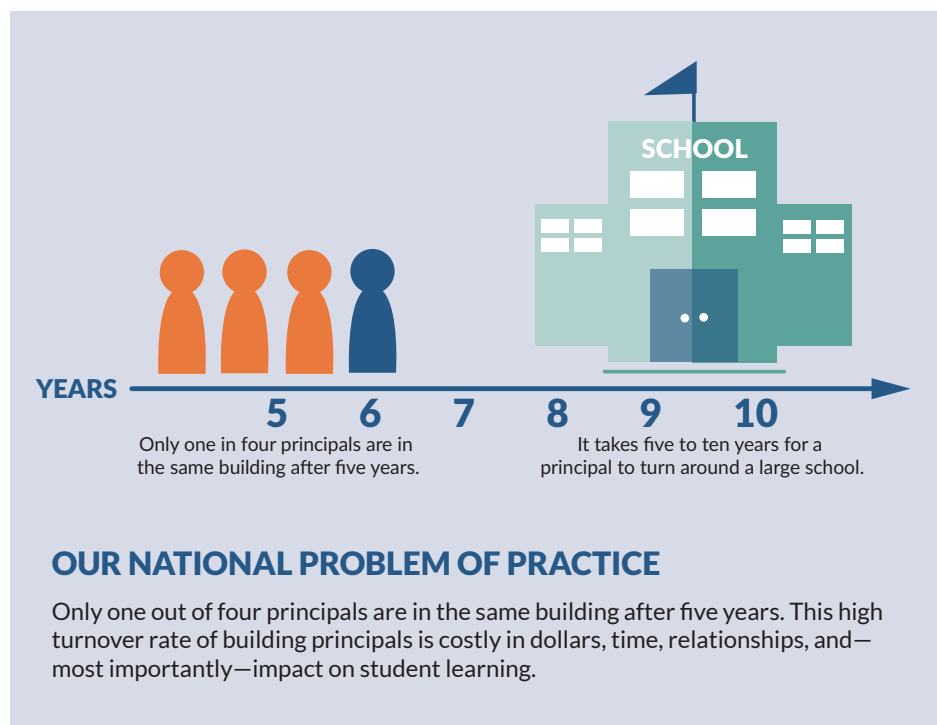 SCHOOL
YEARS
5 6 7 8 9 10
Only one in four principals are in
the same building after five years.
It takes five to ten years for a
principal to turn around a large school.
OUR NATIONAL PROBLEM OF PRACTICE
Only one out of four principals are in the same building after five years. This high
turnover rate of building principals is costly in dollars, time, relationships, and—
most importantly—impact on student learning.